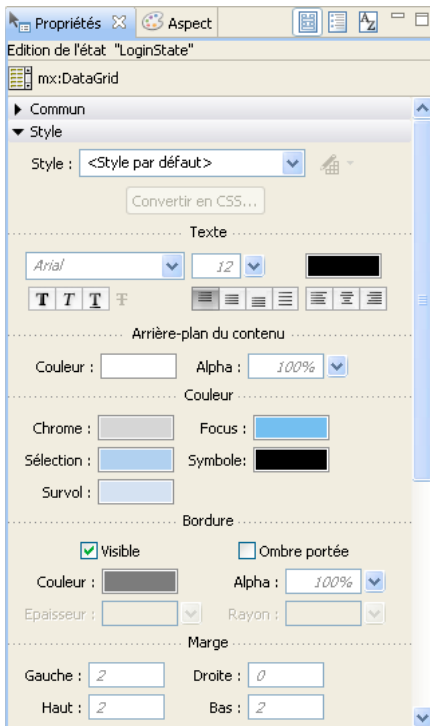 Propriétés Aspect
Edition de l'état "LoginState"
mx:DataGrid
Commun
Style
Style : <Style par défaut>
Convertir en CSS...
Texte
Arial 12
T T T T
Arrière-plan du contenu
Couleur : Alpha : 100%
Couleur
Chrome : Focus :
Sélection : Symbole:
Survol :
Bordure
Visible Ombre portée
Couleur : Alpha : 100%
Epaisseur : Rayon :
Marge
Gauche : 2 Droite : 0
Haut : 2 Bas : 2